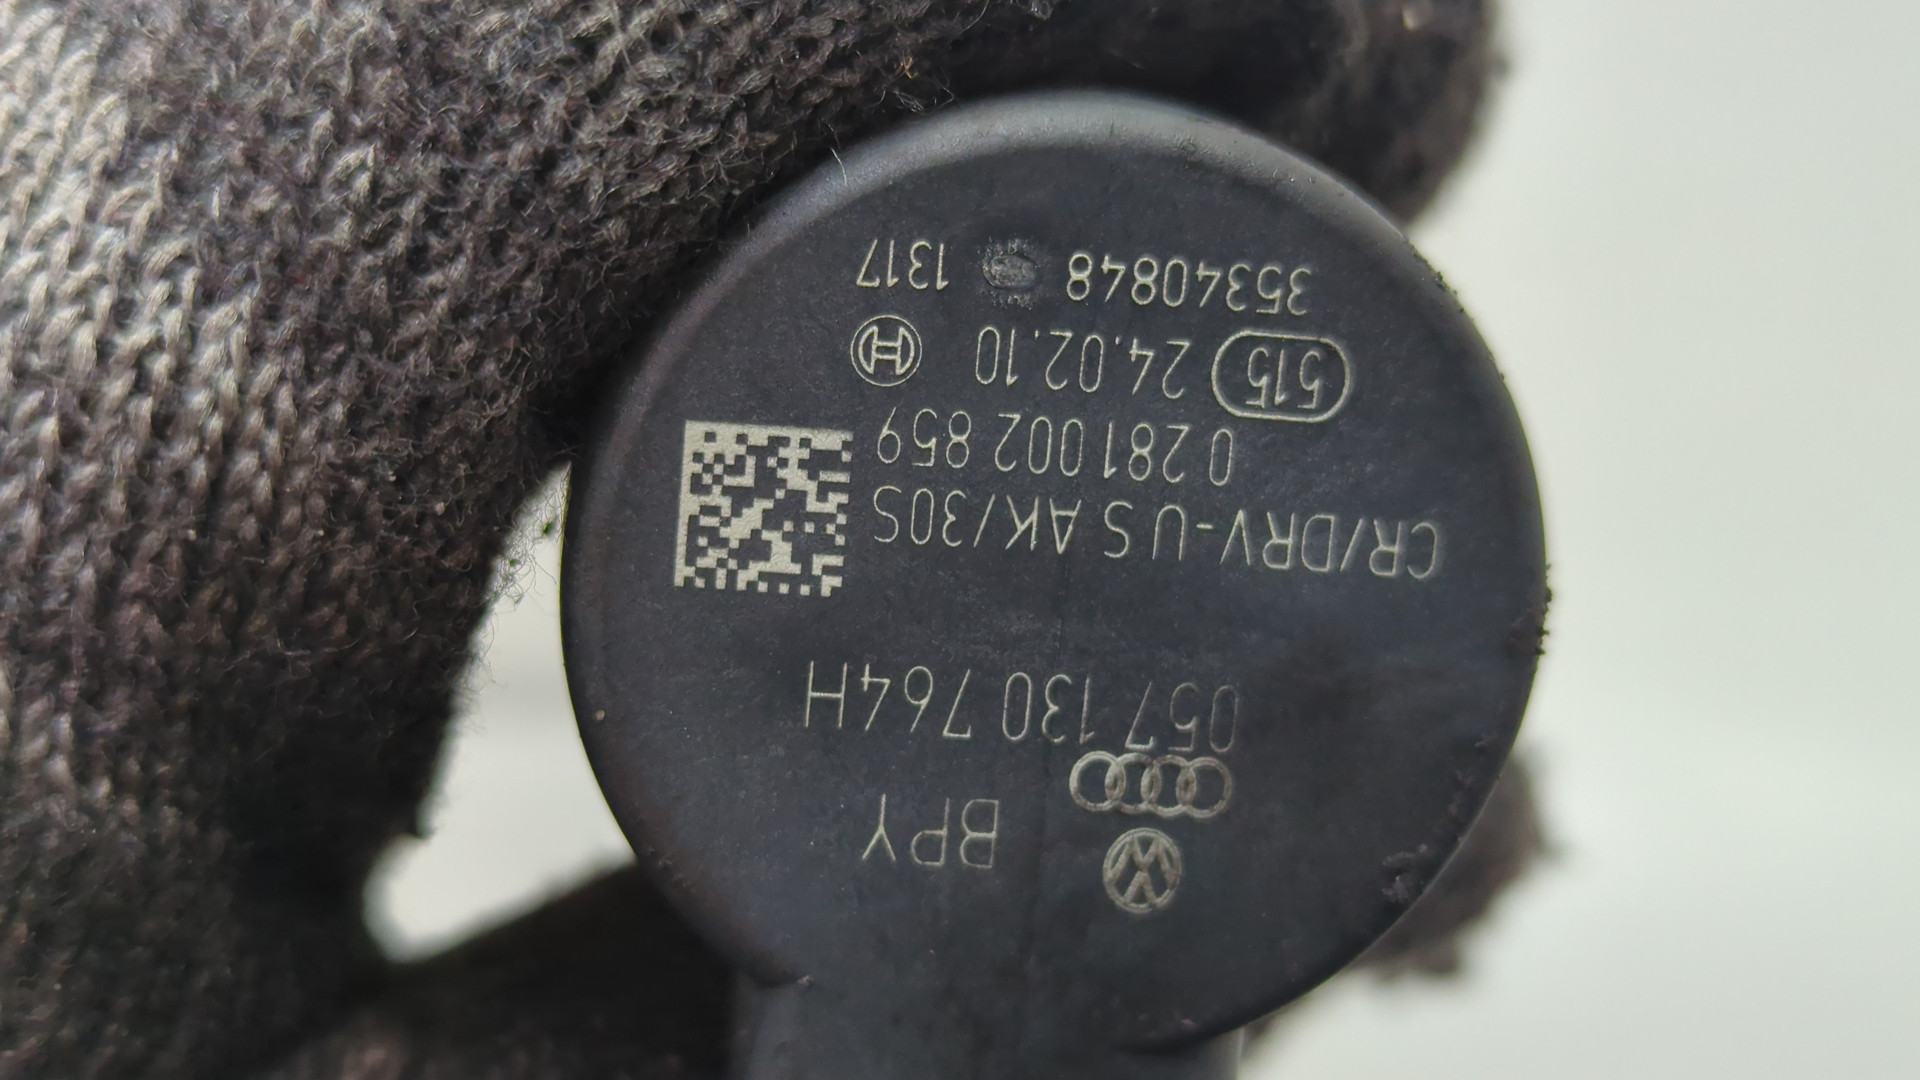 BPY
057 130 764H
CR/DRV-U S AK/30S
0 281 002 859
515 24.02.10
35340848 1317